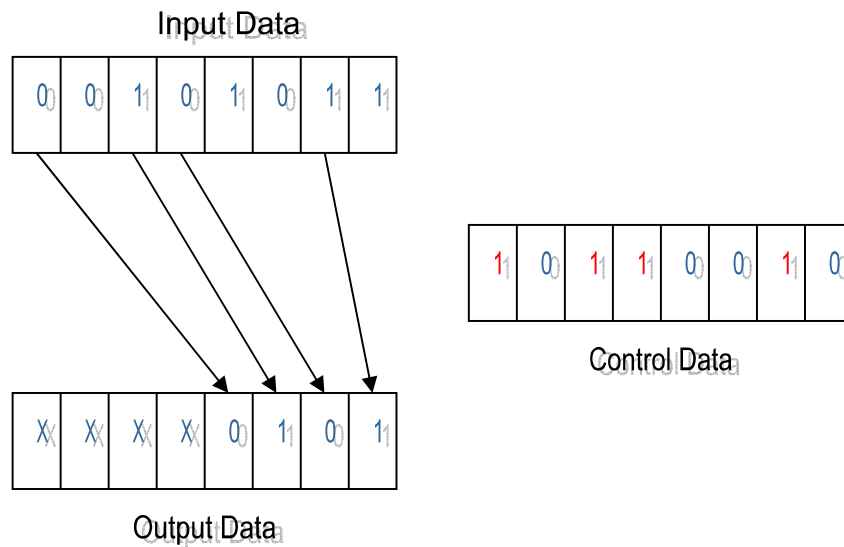 Input Data
0 0 1 0 1 0 1 1
1 0 1 1 0 0 1 0
Control Data
X X X X 0 1 0 1
Output Data